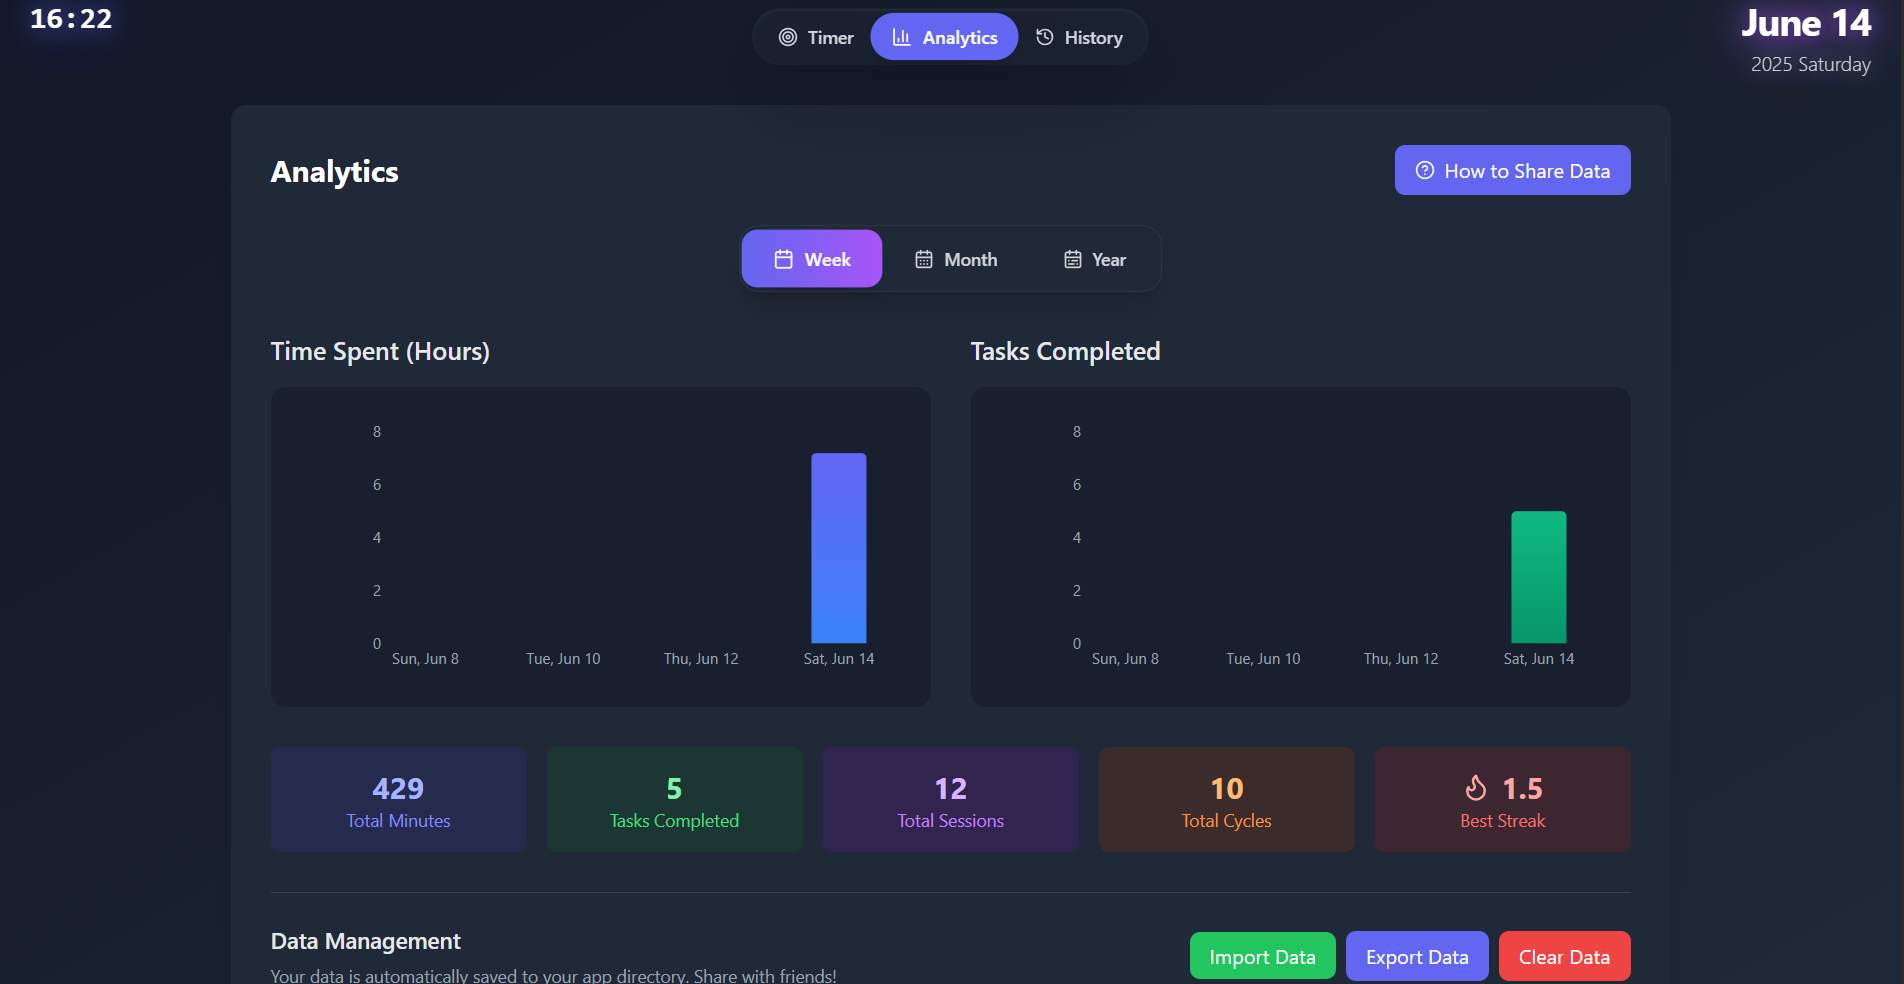 16:22
Timer
Analytics
History
June 14
2025 Saturday
Analytics
How to Share Data
Week
Month
Year
Time Spent (Hours)
8
6
4
2
0
Sun, Jun 8
Tue, Jun 10
Thu, Jun 12
Sat, Jun 14
Tasks Completed
8
6
4
2
0
Sun, Jun 8
Tue, Jun 10
Thu, Jun 12
Sat, Jun 14
429
Total Minutes
5
Tasks Completed
12
Total Sessions
10
Total Cycles
1.5
Best Streak
Data Management
Your data is automatically saved to your app directory. Share with friends!
Import Data
Export Data
Clear Data